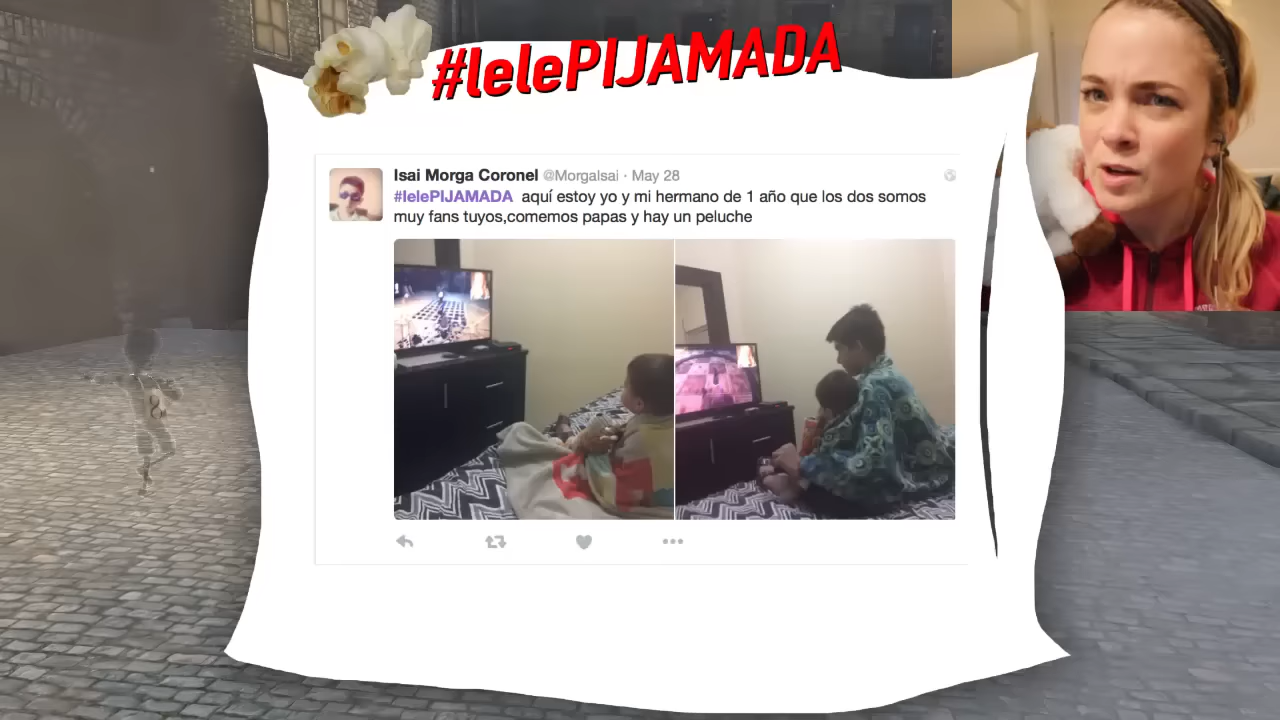 #lelePIJAMADA
Isai Morga Coronel @MorgaIsai · May 28
#lelePIJAMADA aquí estoy yo y mi hermano de 1 año que los dos somos
muy fans tuyos,comemos papas y hay un peluche